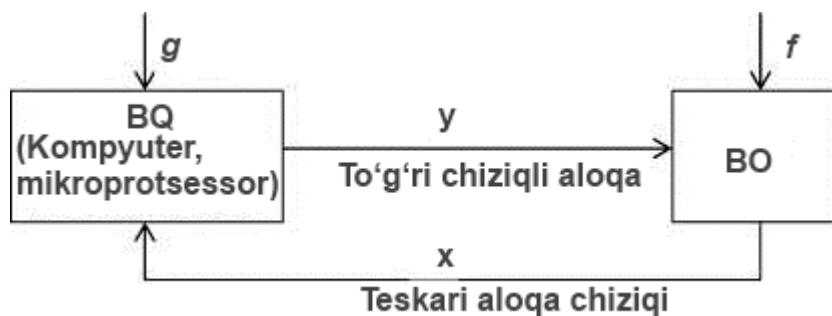 g
f
BQ
(Kompyuter,
mikroprotsessor)
y
To‘g‘ri chiziqli aloqa
BO
x
Teskari aloqa chiziqi